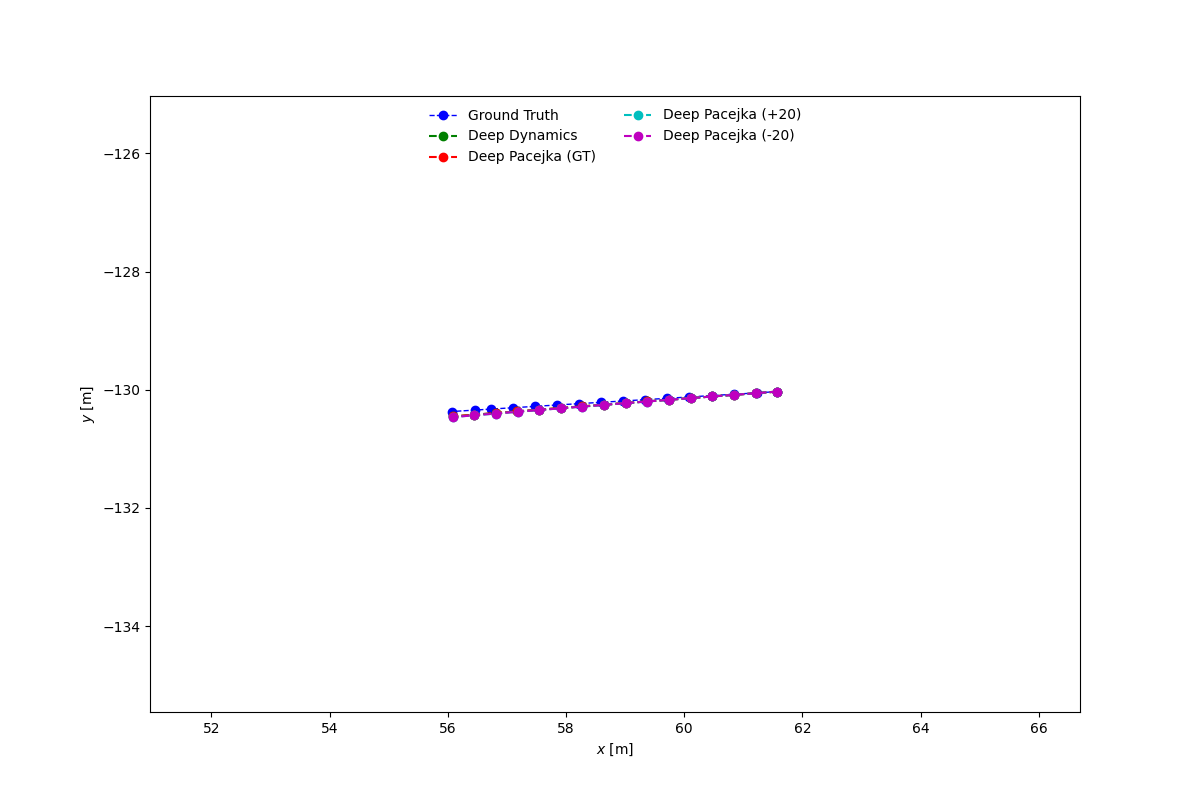 Ground Truth
Deep Dynamics
Deep Pacejka (GT)
Deep Pacejka (+20)
Deep Pacejka (-20)
−126
−128
−130
−132
−134
y [m]
52 54 56 58 60 62 64 66
x [m]